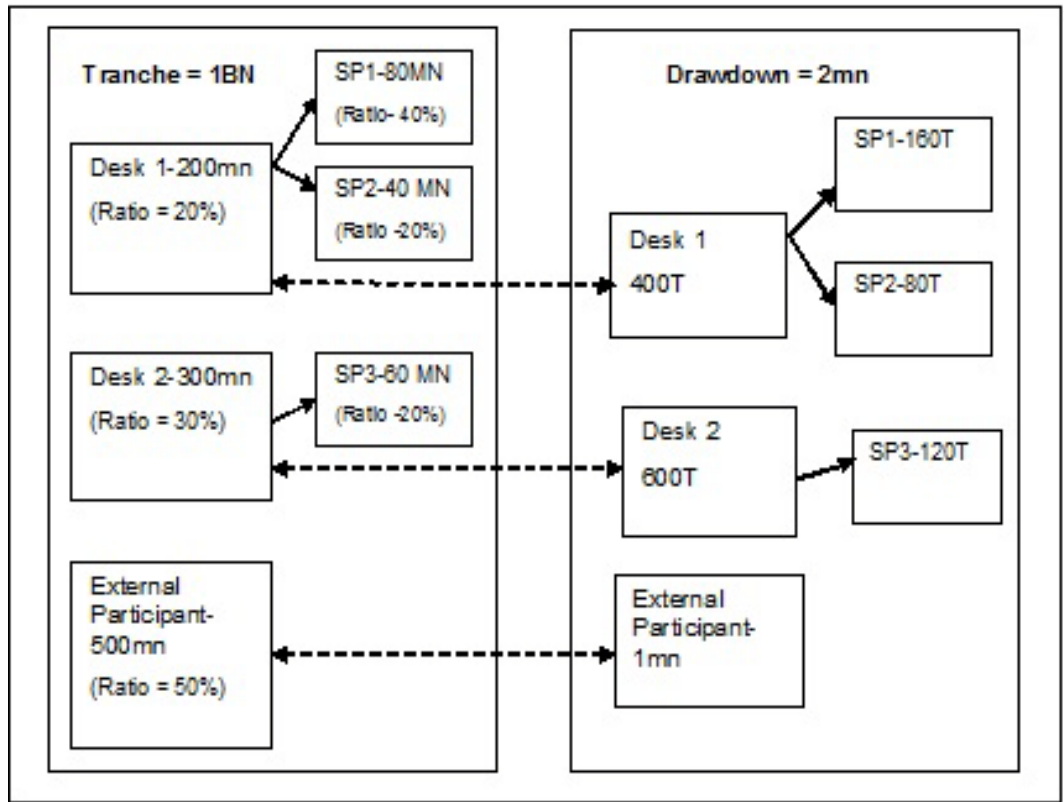 Tranche = 1BN
SP1-80MN
(Ratio- 40%)
Desk 1-200mn
(Ratio = 20%)
SP2-40 MN
(Ratio -20%)
Desk 2-300mn
(Ratio = 30%)
SP3-60 MN
(Ratio -20%)
External
Participant-
500mn
(Ratio = 50%)
Drawdown = 2mn
SP1-160T
Desk 1
400T
SP2-80T
Desk 2
600T
SP3-120T
External
Participant-
1mn